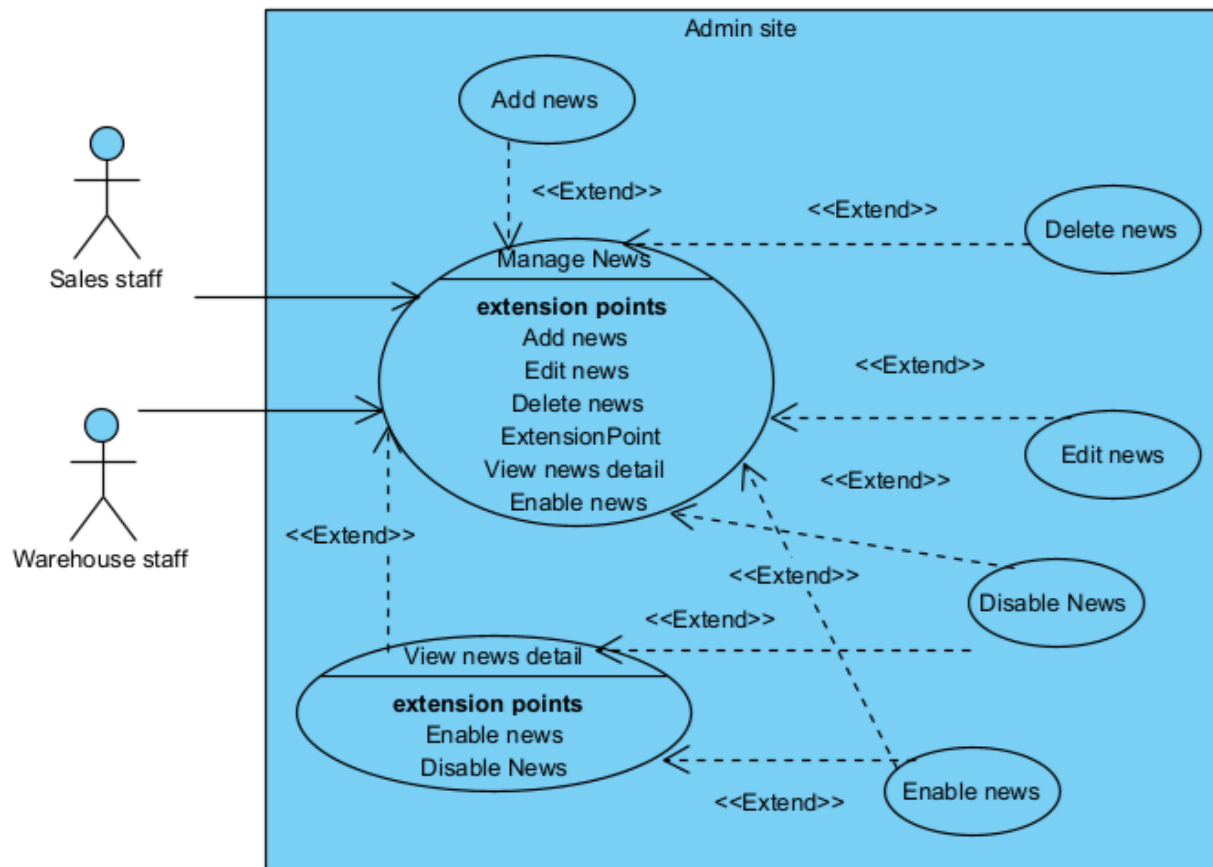 Admin site
Add news
<<Extend>>
<<Extend>>
Delete news
Sales staff
Manage News
extension points
Add news
Edit news
Delete news
ExtensionPoint
View news detail
Enable news
<<Extend>>
Edit news
<<Extend>>
Warehouse staff
<<Extend>>
<<Extend>>
Disable News
<<Extend>>
View news detail
extension points
Enable news
Disable News
Enable news
<<Extend>>